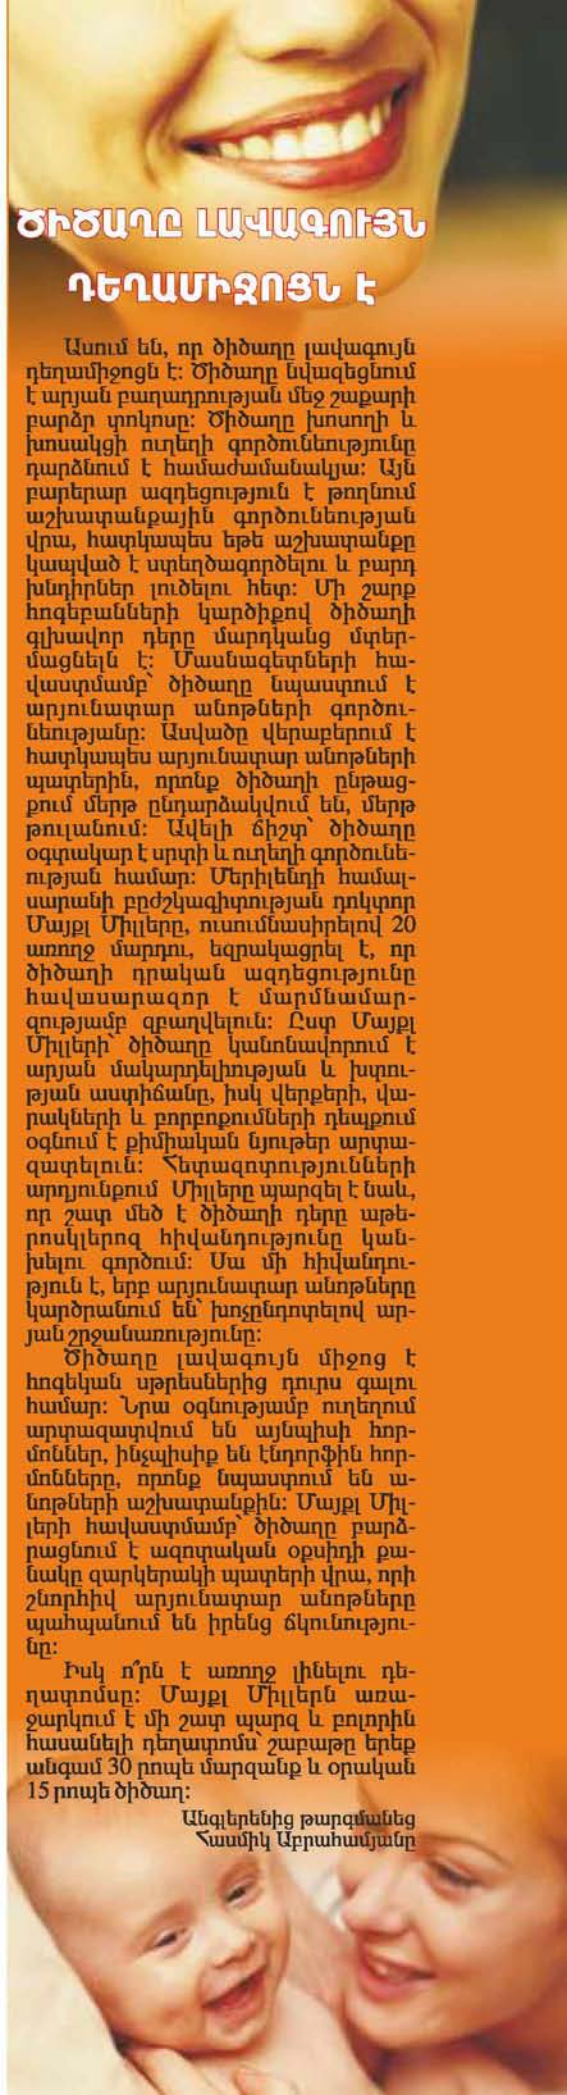 ԾԻԾԱՂԸ ԼԱՎԱԳՈՒՅՆ
ԴԵՂԱՄԻՋՈՑՆ Է
Ասում են, որ ծիծաղը լավագույն
դեղամիջոցն է: Ծիծաղը նվազեցնում
է արյան բաղադրության մեջ շաքարի
բարձր տոկոսը: Ծիծաղը խոսողի և
խոսակցի ուղեղի գործունեությունը
դարձնում է համաժամանակյա: Այն
բարերար ազդեցություն է թողնում
աշխատանքային գործունեության
վրա, հատկապես եթե աշխատանքը
կապված է ստեղծագործելու և բարդ
խնդիրներ լուծելու հետ: Մի շարք
հոգեբանների կարծիքով ծիծաղի
գլխավոր դերը մարդկանց մտեր-
մացնելն է: Մասնագետների հա-
վաստմամբ՝ ծիծաղը նպաստում է
արյունատար անոթների գործու-
նեությանը: Ասվածը վերաբերում է
հատկապես արյունատար անոթների
պատերին, որոնք ծիծաղի ընթաց-
քում մերթ ընդարձակվում են, մերթ
թուլանում: Ավելի ճիշտ՝ ծիծաղը
օգտակար է սրտի և ուղեղի գործունե-
ության համար: Մերիլենդի համալ-
սարանի բժշկագիտության դոկտոր
Մայքլ Միլլերը, ուսումնասիրելով 20
առողջ մարդու, եզրակացրել է, որ
ծիծաղի դրական ազդեցությունը
հավասարազոր է մարմնամար-
զությամբ զբաղվելուն: Ըստ Մայքլ
Միլլերի՝ ծիծաղը կանոնավորում է
արյան մակարդելիության և խտու-
թյան աստիճանը, իսկ վերքերի, վա-
րակների և բորբոքումների դեպքում
օգնում է քիմիական նյութեր արտա-
զատելուն: Հետազոտությունների
արդյունքում Միլլերը պարզել է նաև,
որ շատ մեծ է ծիծաղի դերը աթե-
րոսկլերոզ հիվանդությունը կան-
խելու գործում: Սա մի հիվանդու-
թյուն է, երբ արյունատար անոթները
կարծրանում են՝ խոչընդոտելով ար-
յան շրջանառությունը:
Ծիծաղը լավագույն միջոց է
հոգեկան սթրեսներից դուրս գալու
համար: Նրա օգնությամբ ուղեղում
արտազատվում են այնպիսի հոր-
մոններ, ինչպիսիք են էնդորֆին հոր-
մոնները, որոնք նպաստում են ա-
նոթների աշխատանքին: Մայքլ Միլ-
լերի հավաստմամբ՝ ծիծաղը բարձ-
րացնում է ազոտական օքսիդի քա-
նակը զարկերակի պատերի վրա, որի
շնորհիվ արյունատար անոթները
պահպանում են իրենց ճկունությու-
նը:
Իսկ ո՞րն է առողջ լինելու դե-
ղատոմսը: Մայքլ Միլլերն առա-
ջարկում է մի շատ պարզ և բոլորին
հասանելի դեղատոմս՝ շաբաթը երեք
անգամ 30 րոպե մարզանք և օրական
15 րոպե ծիծաղ:
Անգլերենից թարգմանեց
Հասմիկ Աբրահամյանը